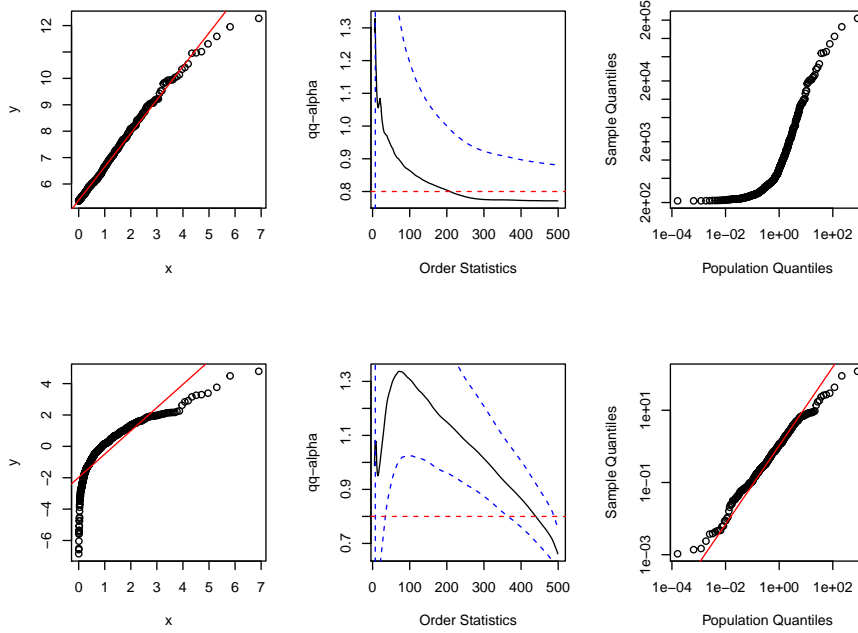 12
10
8
6
y
0 1 2 3 4 5 6 7
x
1.3
1.2
1.1
1.0
0.9
0.8
qq−alpha
0 100 200 300 400 500
Order Statistics
2e+05
2e+04
2e+03
2e+02
Sample Quantiles
1e−04 1e−02 1e+00 1e+02
Population Quantiles
4
2
0
−2
−4
−6
y
0 1 2 3 4 5 6 7
x
1.3
1.1
0.9
0.7
qq−alpha
0 100 200 300 400 500
Order Statistics
1e+01
1e−01
1e−03
Sample Quantiles
1e−04 1e−02 1e+00 1e+02
Population Quantiles